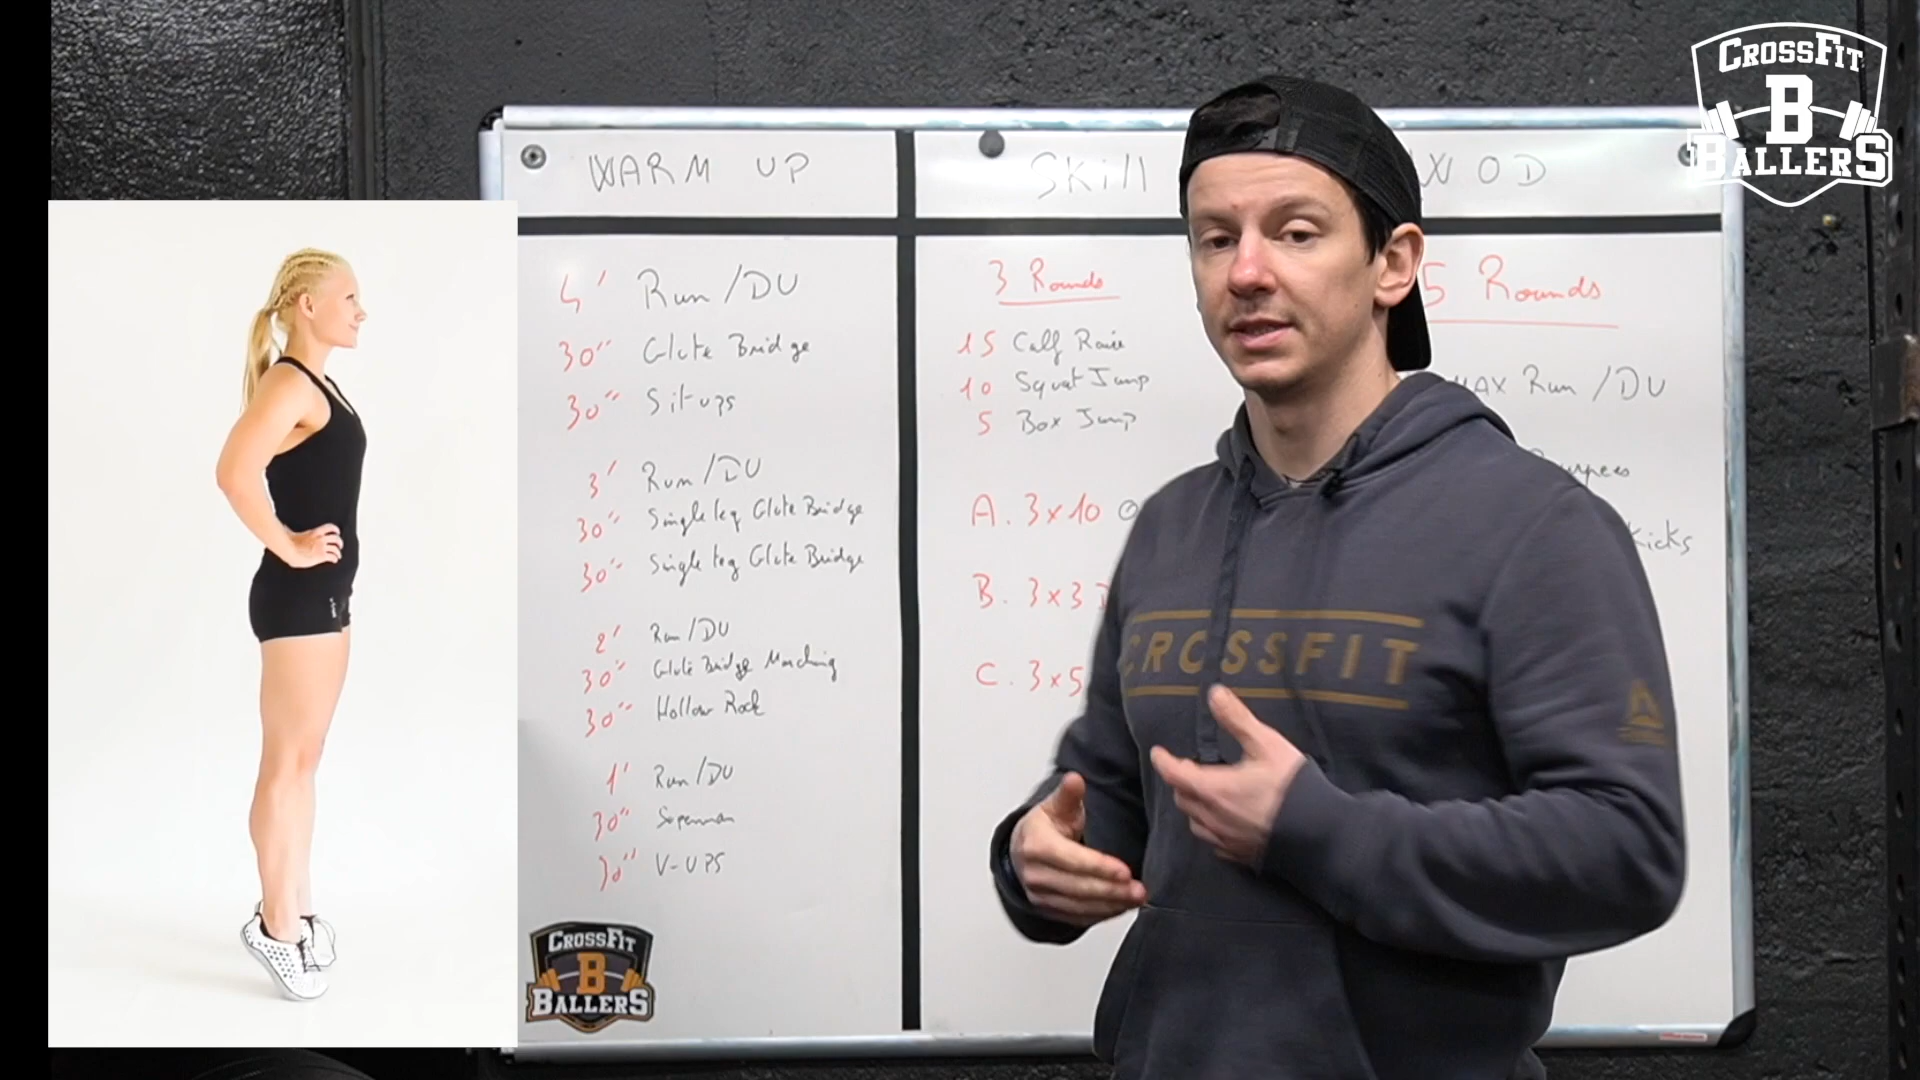 CROSSFIT
B
BALLERS
WARM UP
4' Run/DU
30" Glute Bridge
30" Sit ups
3' Run/DU
30" Single leg Glute Bridge
30" Single leg Glute Bridge
2' Run/DU
30" Glute Bridge Marching
30" Hollow Rock
1' Run/DU
30" Superman
30" V-UPS
CROSSFIT
B
BALLERS
Skill
3 Rounds
15 Calf Raise
10 Squat Jump
5 Box Jump
A. 3x10
B. 3x3
C. 3x5
WOD
5 Rounds
MAX Run/DU
Kicks
CROSSFIT